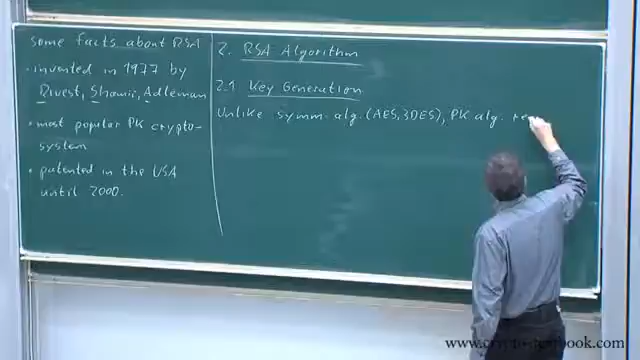 some facts about RSA
• invented in 1977 by
Rivest, Shamir, Adleman
• most popular PK crypto-
system
• patented in the USA
until 2000.
2. RSA Algorithm
2.1 Key Generation
Unlike symm. alg. (AES, 3DES), PK alg. re
www.crypto-textbook.com